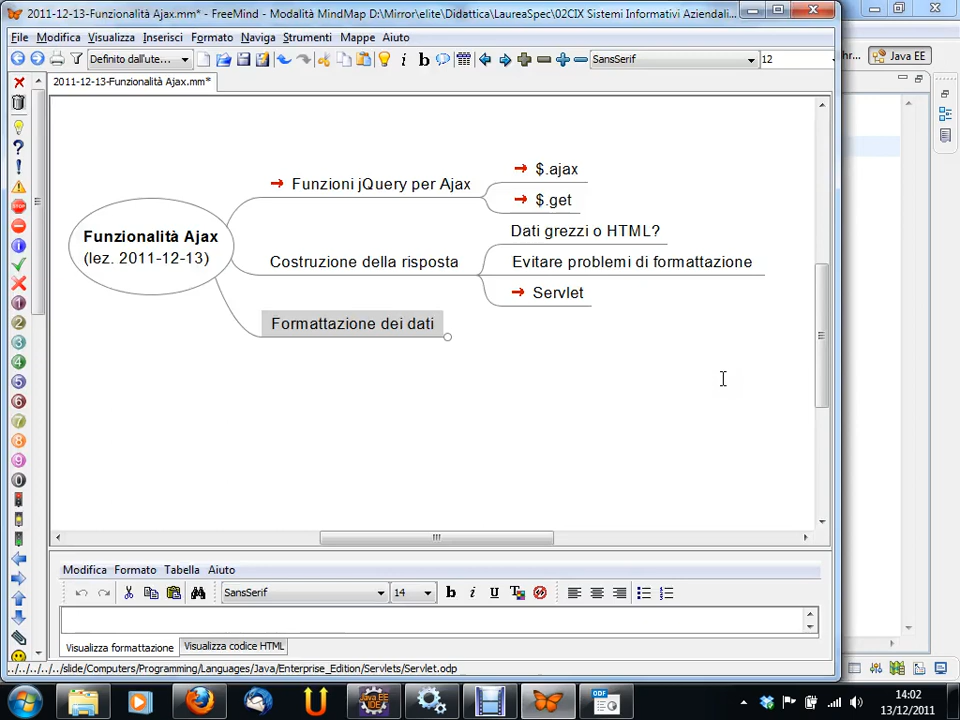 2011-12-13-Funzionalità Ajax.mm* - FreeMind - Modalità MindMap D:\Mirror\elite\Didattica\LaureaSpec\02CIX Sistemi Informativi Aziendali...
File Modifica Visualizza Inserisci Formato Naviga Strumenti Mappe Aiuto
hr... Java EE
Definito dall'ute... SansSerif 12
2011-12-13-Funzionalità Ajax.mm*
$.ajax
Funzioni jQuery per Ajax
$.get
Dati grezzi o HTML?
Funzionalità Ajax
(lez. 2011-12-13)
Costruzione della risposta
Evitare problemi di formattazione
Servlet
Formattazione dei dati
Modifica Formato Tabella Aiuto
SansSerif 14
Visualizza formattazione Visualizza codice HTML
../../../../slide/Computers/Programming/Languages/Java/Enterprise_Edition/Servlets/Servlet.odp
14:02
13/12/2011